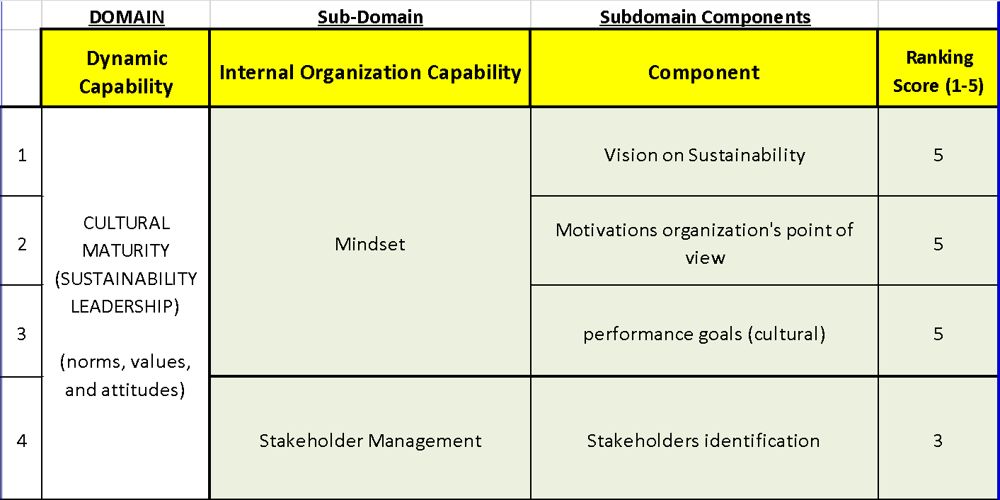 DOMAIN Sub-Domain Subdomain Components
Dynamic
Capability
Internal Organization Capability
Component
Ranking
Score (1-5)
1
CULTURAL
MATURITY
(SUSTAINABILITY
LEADERSHIP)
(norms, values,
and attitudes)
Mindset
Vision on Sustainability
5
2
Motivations organization's point of
view
5
3
performance goals (cultural)
5
4
Stakeholder Management
Stakeholders identification
3